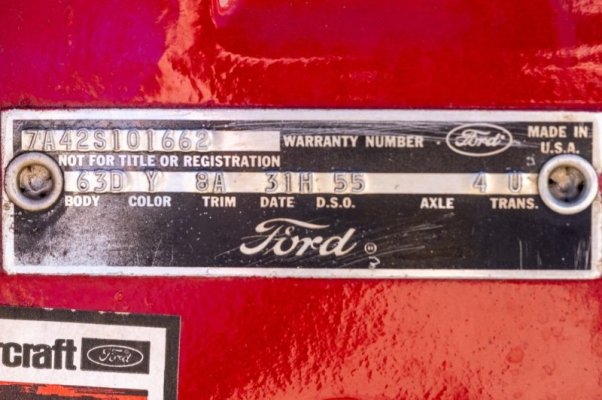 7A42S101662 WARRANTY NUMBER Ford MADE IN U.S.A.
NOT FOR TITLE OR REGISTRATION
63D Y 8A 31H 55 4 U
BODY COLOR TRIM DATE D.S.O. AXLE TRANS.
Ford ®
rcraft Ford